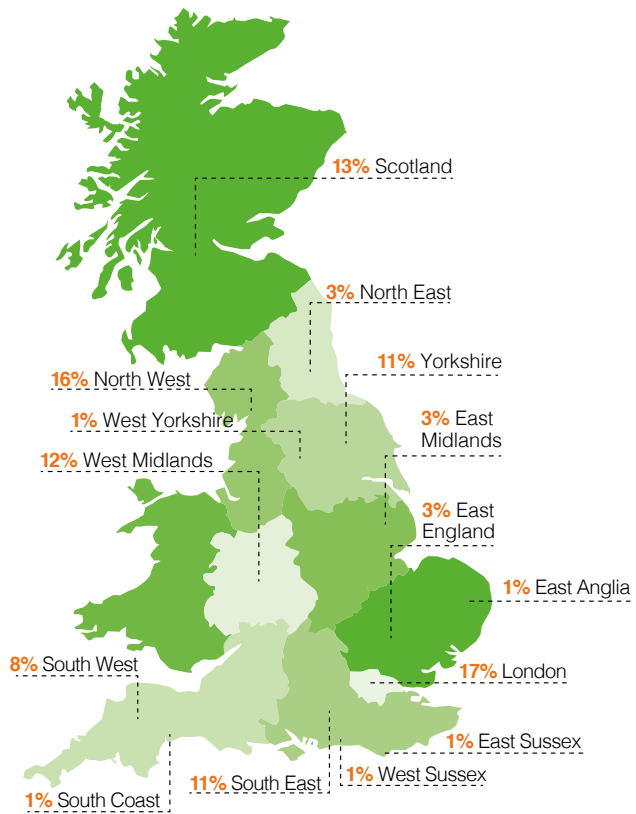 13% Scotland
3% North East
11% Yorkshire
16% North West
1% West Yorkshire
3% East
Midlands
12% West Midlands
3% East
England
1% East Anglia
8% South West
17% London
1% East Sussex
1% West Sussex
11% South East
1% South Coast